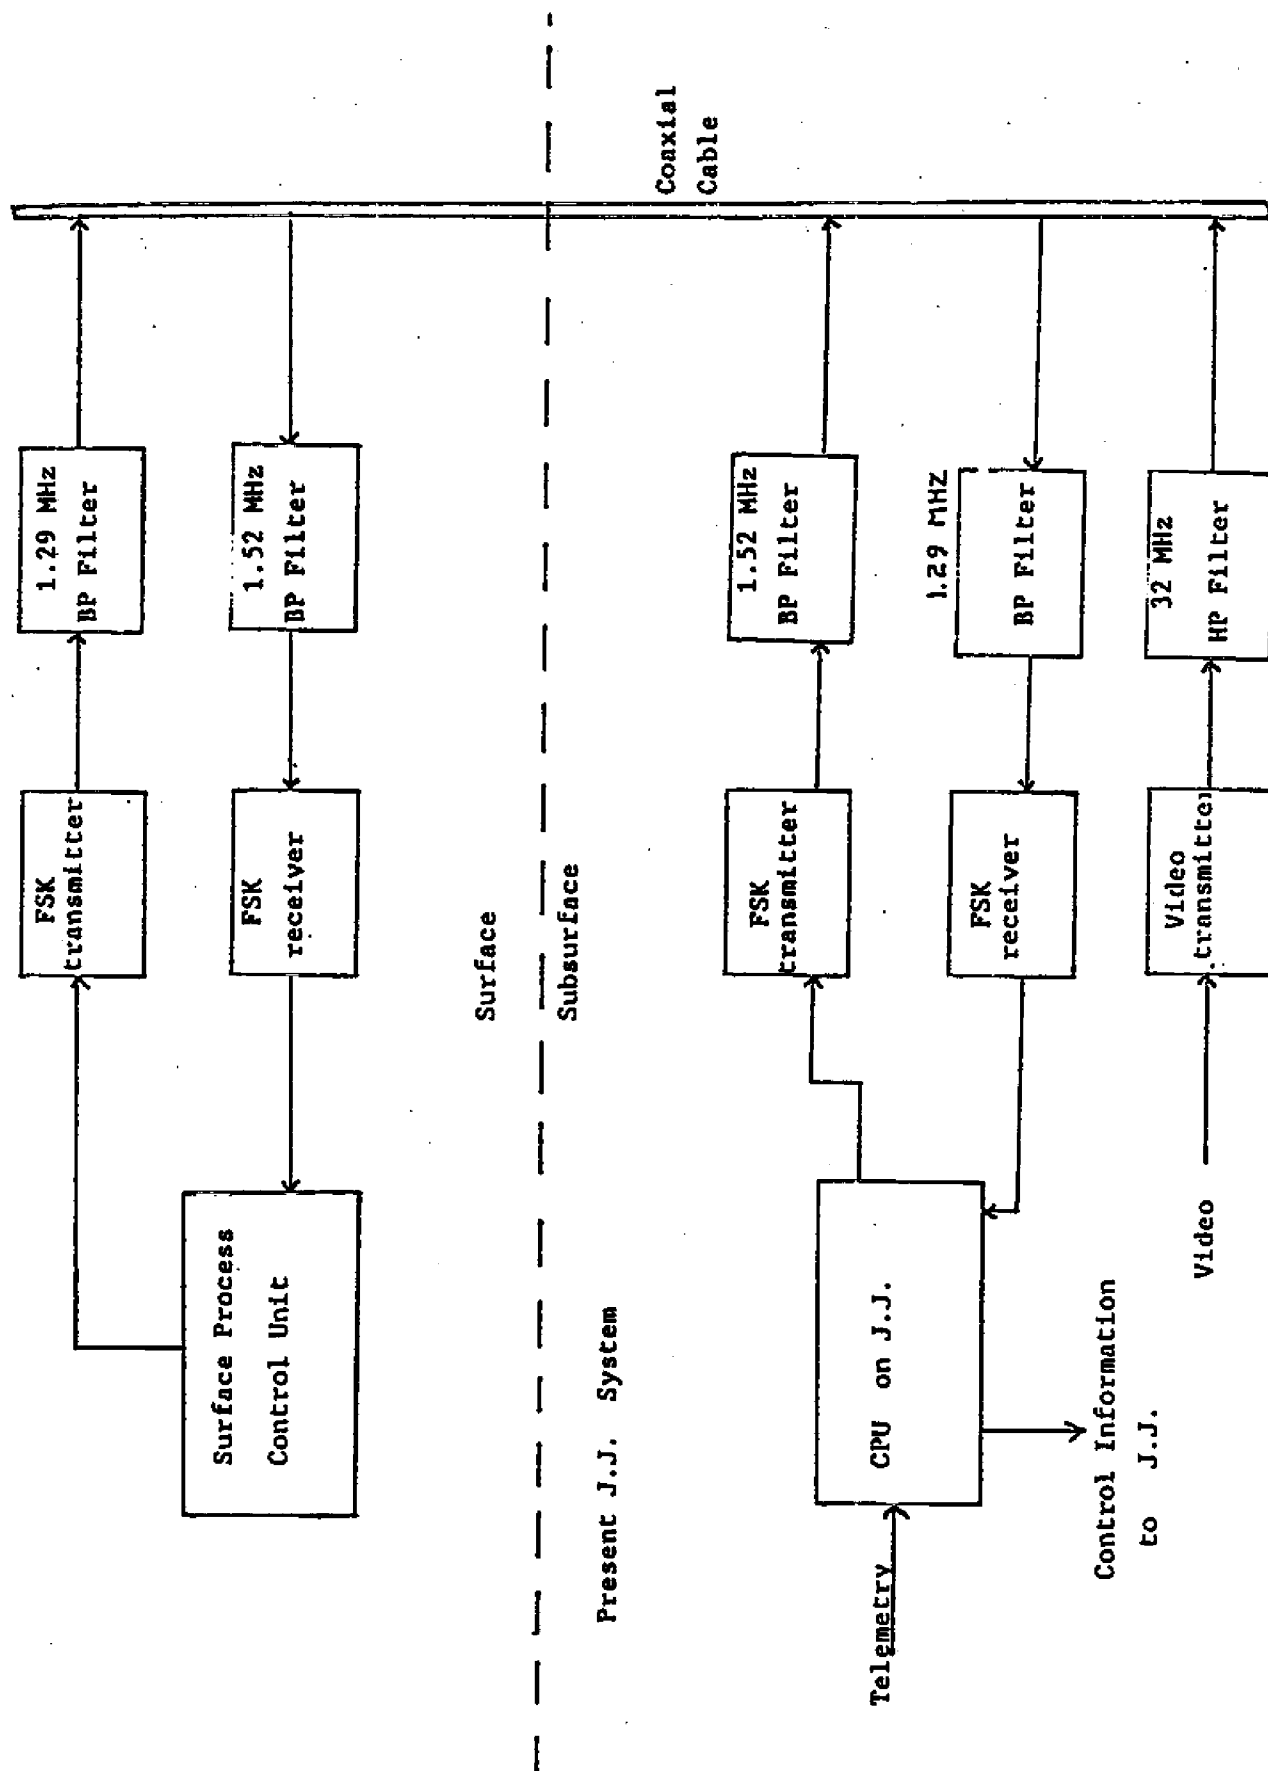 Surface Process
Control Unit
FSK
transmitter
1.29 MHz
BP Filter
FSK
receiver
1.52 MHz
BP Filter
Surface
Subsurface
Coaxial
Cable
Present J.J. System
Telemetry
CPU on J.J.
Control Information
to J.J.
FSK
transmitter
1.52 MHz
BP Filter
FSK
receiver
1.29 MHZ
BP Filter
Video
Video
transmitter
32 MHz
HP Filter